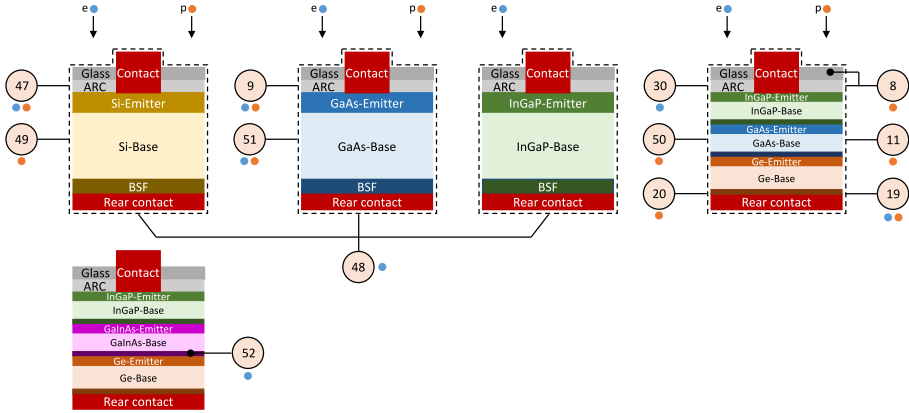 e p e p e e p
Glass Contact
ARC
Si-Emitter
Si-Base
BSF
Rear contact
47
49
Glass Contact
ARC
GaAs-Emitter
GaAs-Base
BSF
Rear contact
9
51
Glass Contact
ARC
InGaP-Emitter
InGaP-Base
BSF
Rear contact
48
Glass Contact
ARC
InGaP-Emitter
InGaP-Base
GaAs-Emitter
GaAs-Base
Ge-Emitter
Ge-Base
Rear contact
30
50
20
8
11
19
Glass Contact
ARC
InGaP-Emitter
InGaP-Base
GaInAs-Emitter
GaInAs-Base
Ge-Emitter
Ge-Base
Rear contact
52